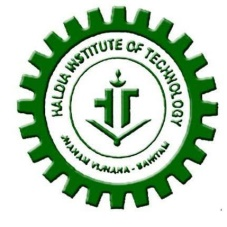 HALDIA INSTITUTE OF TECHNOLOGY
JNANAM VIJNANA - SAHITAM